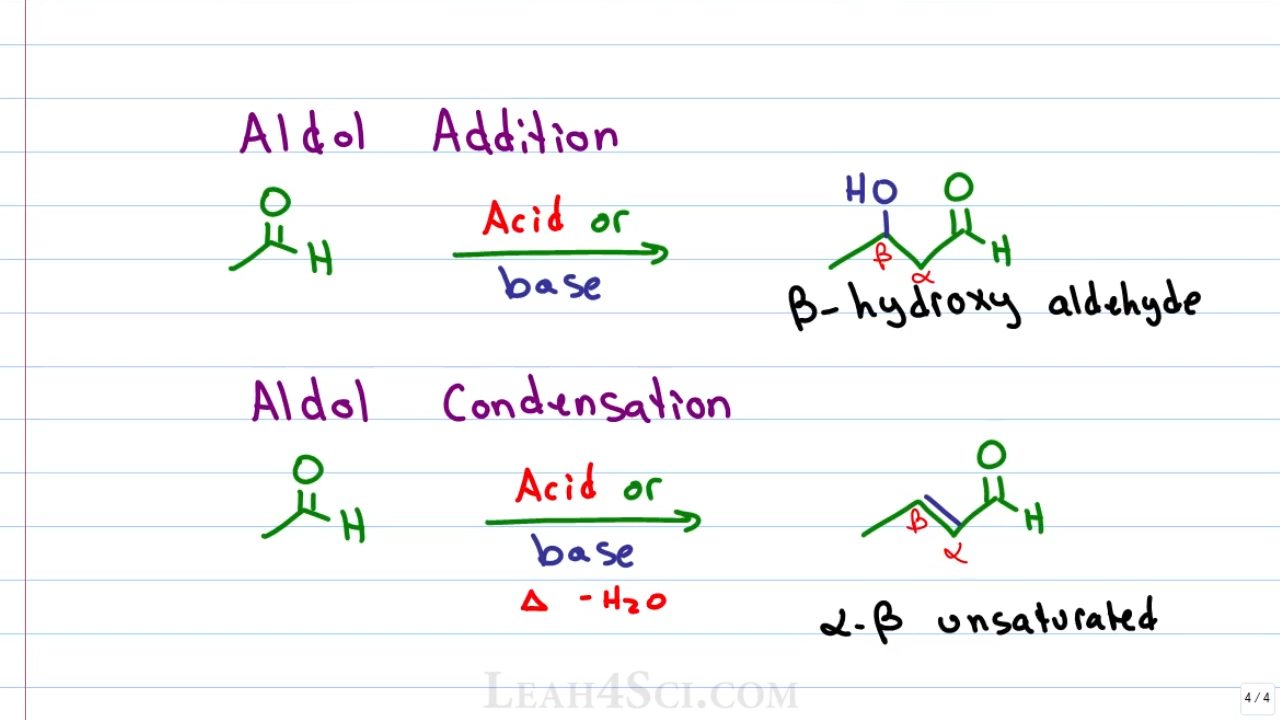 Aldol Addition
O
H
Acid or
base
HO
O
H
β
α
β-hydroxy aldehyde
Aldol Condensation
O
H
Acid or
base
Δ -H2O
O
H
β
α
α-β unsaturated
LEAH4SCI.COM
4 / 4